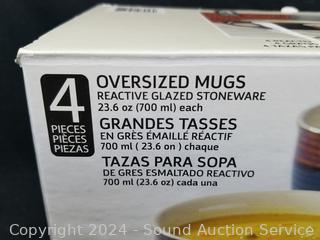 4
PIECES
PIÈCES
PIEZAS
OVERSIZED MUGS
REACTIVE GLAZED STONEWARE
23.6 oz (700 ml) each
GRANDES TASSES
EN GRÈS ÉMAILLÉ RÉACTIF
700 ml ( 23.6 on ) chaque
TAZAS PARA SOPA
DE GRES ESMALTADO REACTIVO
700 ml (23.6 oz) cada una
Copyright © 2024 - Sound Auction Service